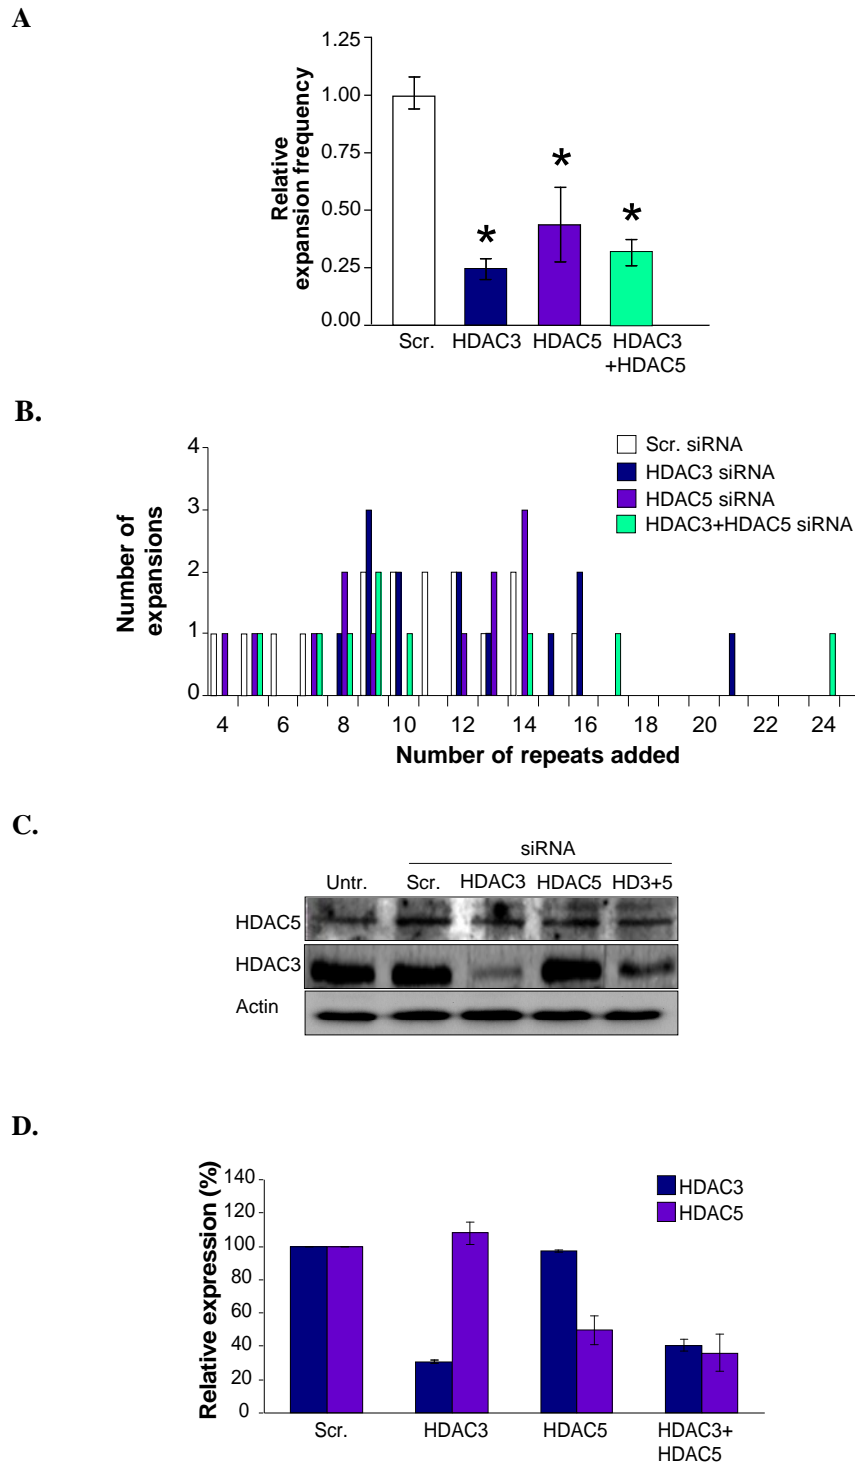 A
1.25
1.00
0.75
0.50
0.25
0.00
Relative
expansion frequency
*
*
*
Scr. HDAC3 HDAC5 HDAC3
+HDAC5
B.
4
3
2
1
0
Number of
expansions
Scr. siRNA
HDAC3 siRNA
HDAC5 siRNA
HDAC3+HDAC5 siRNA
4 6 8 10 12 14 16 18 20 22 24
Number of repeats added
C.
siRNA
Untr. Scr. HDAC3 HDAC5 HD3+5
HDAC5
HDAC3
Actin
D.
140
120
100
80
60
40
20
0
Relative expression (%)
HDAC3
HDAC5
Scr. HDAC3 HDAC5 HDAC3+
HDAC5